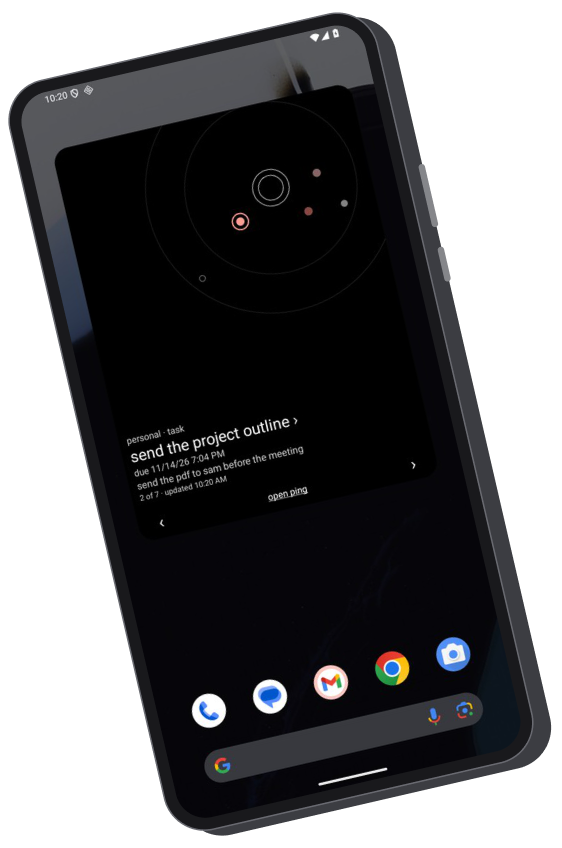 10:20
personal · task
send the project outline ›
due 11/14/26 7:04 PM
send the pdf to sam before the meeting
2 of 7 · updated 10:20 AM
‹ open ping ›